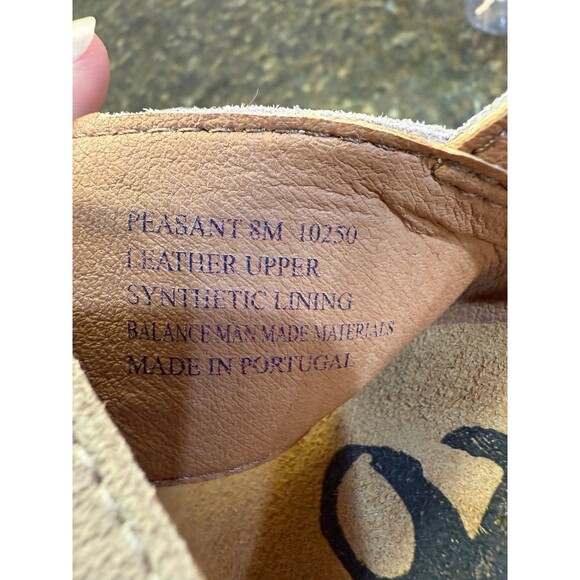 PEASANT 8M 10250
LEATHER UPPER
SYNTHETIC LINING
BALANCE MAN MADE MATERIALS
MADE IN PORTUGAL